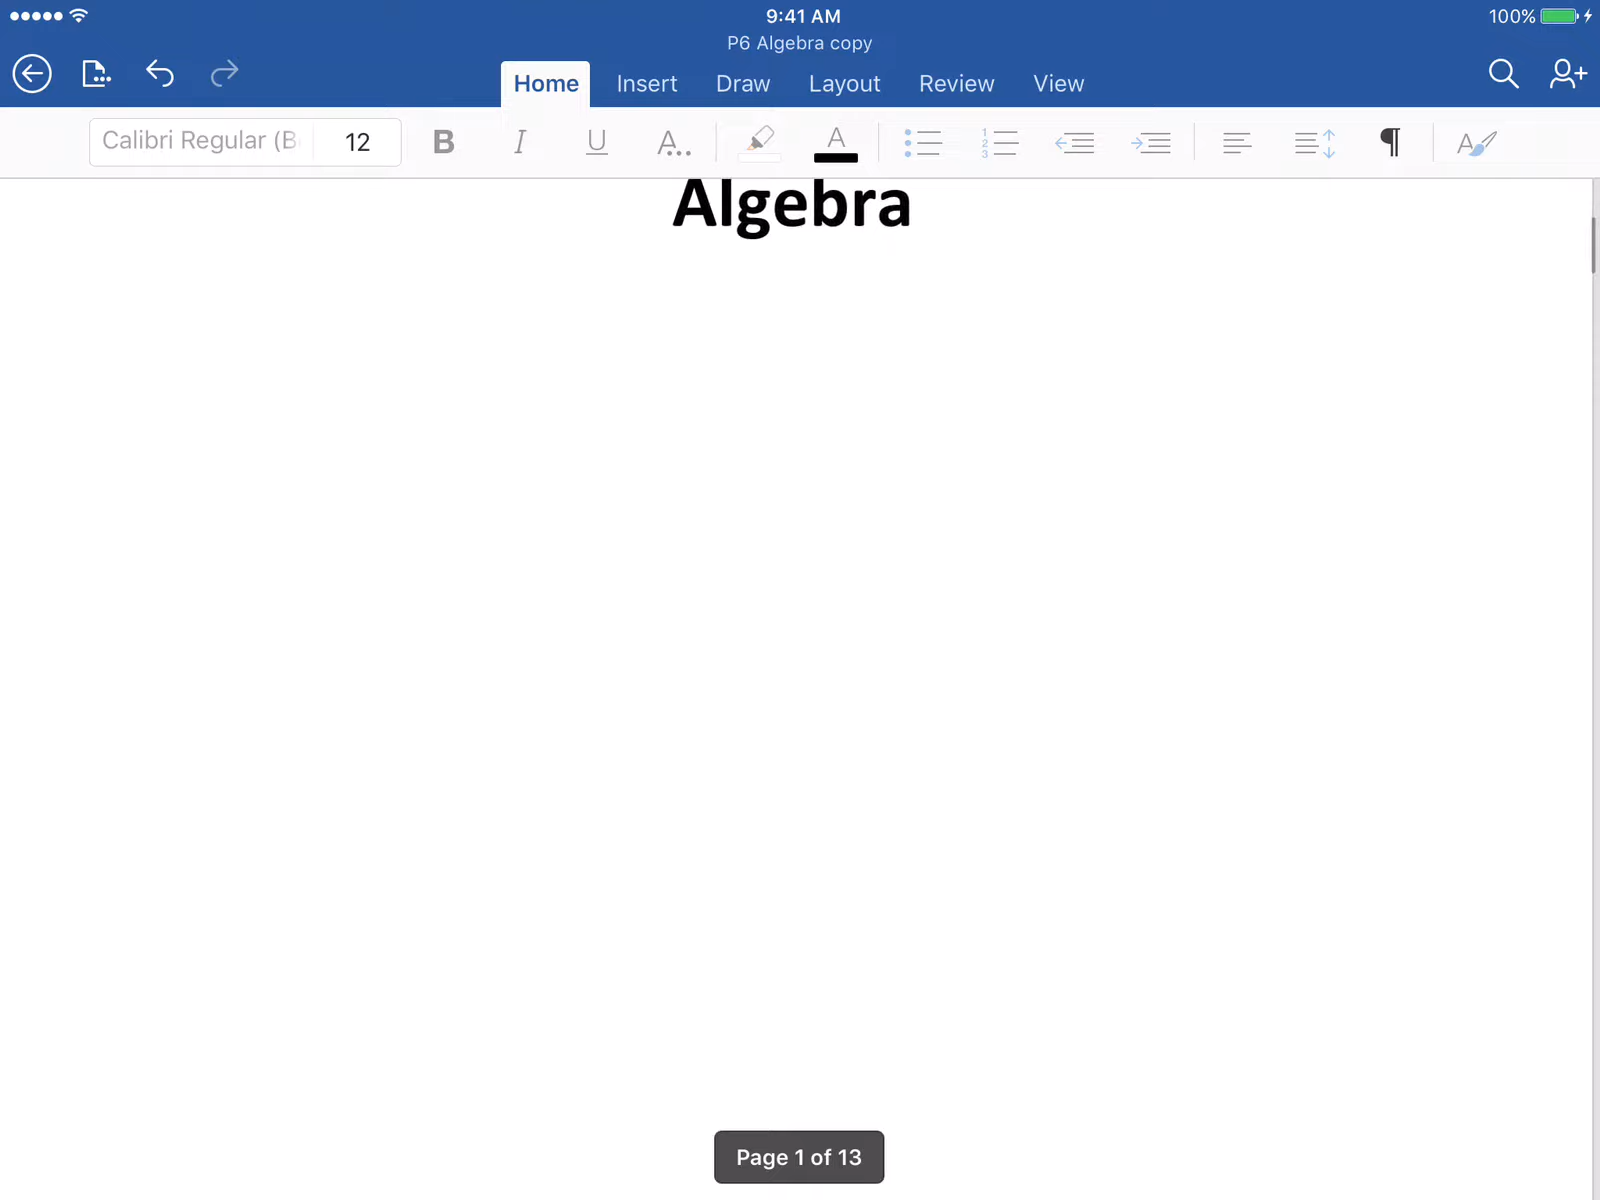 9:41 AM
100%
P6 Algebra copy
Home Insert Draw Layout Review View
Calibri Regular (B 12 B I U A... A
Algebra
Page 1 of 13